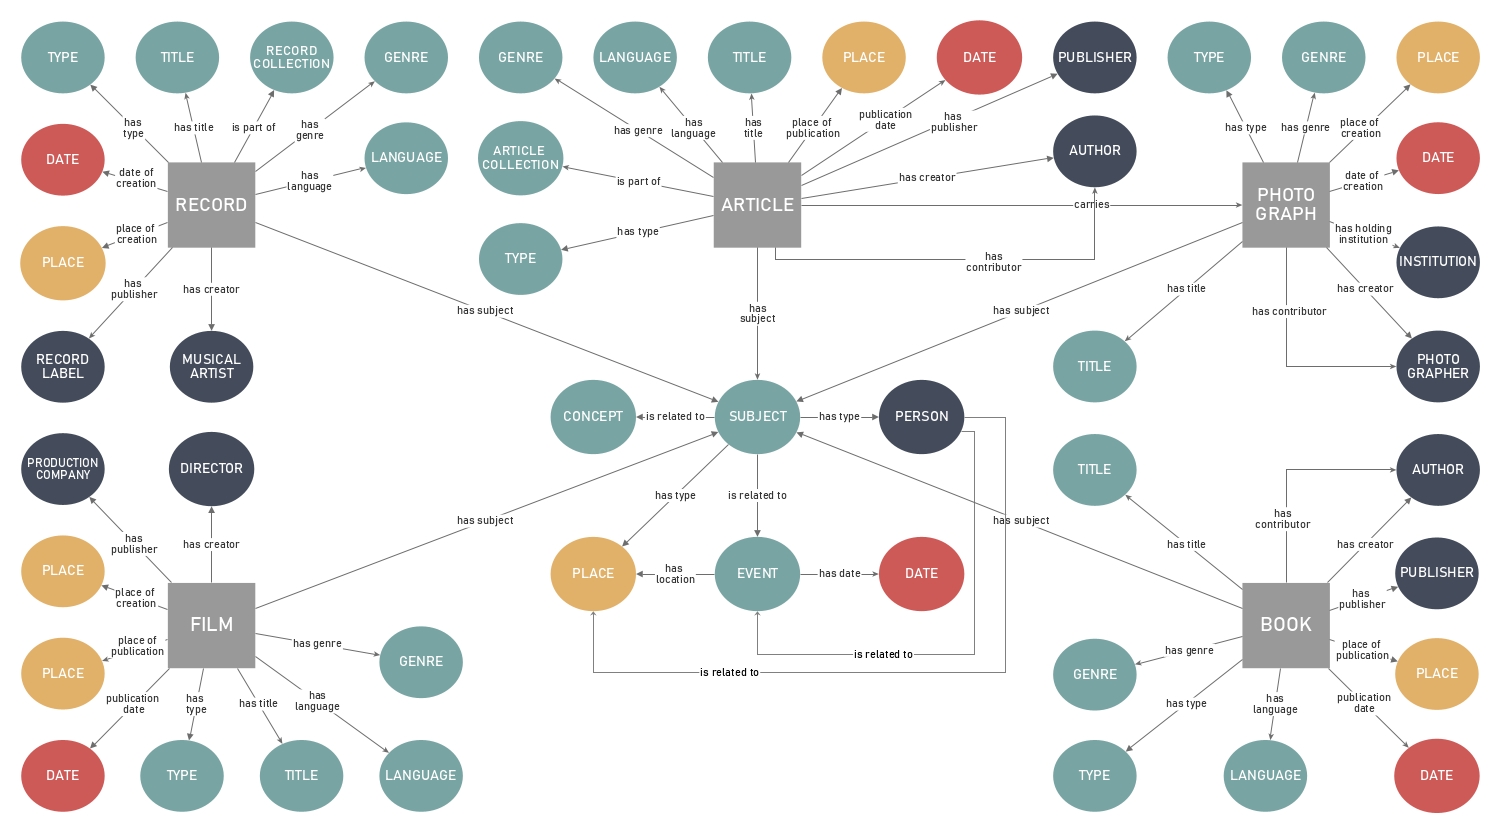 TYPE
TITLE
RECORD
COLLECTION
GENRE
GENRE
LANGUAGE
TITLE
PLACE
DATE
PUBLISHER
TYPE
GENRE
PLACE
has
type
has title
is part of
has
genre
has genre
has
language
has
title
place of
publication
publication
date
has
publisher
has type
has genre
place of
creation
DATE
LANGUAGE
ARTICLE
COLLECTION
AUTHOR
DATE
date of
creation
has
language
is part of
has creator
date of
creation
RECORD
ARTICLE
carries
PHOTO
GRAPH
place of
creation
has type
has holding
institution
PLACE
TYPE
has
contributor
INSTITUTION
has
publisher
has creator
has title
has creator
has subject
has
subject
has subject
has contributor
RECORD
LABEL
MUSICAL
ARTIST
TITLE
PHOTO
GRAPHER
CONCEPT
is related to
SUBJECT
has type
PERSON
PRODUCTION
COMPANY
DIRECTOR
TITLE
AUTHOR
has type
is related to
has subject
has subject
has
contributor
has
publisher
has creator
has title
has creator
PLACE
PLACE
has
location
EVENT
has date
DATE
PUBLISHER
place of
creation
has
publisher
FILM
BOOK
place of
publication
has genre
is related to
has genre
place of
publication
PLACE
GENRE
is related to
GENRE
PLACE
publication
date
has
type
has title
has
language
has type
has
language
publication
date
DATE
TYPE
TITLE
LANGUAGE
TYPE
LANGUAGE
DATE